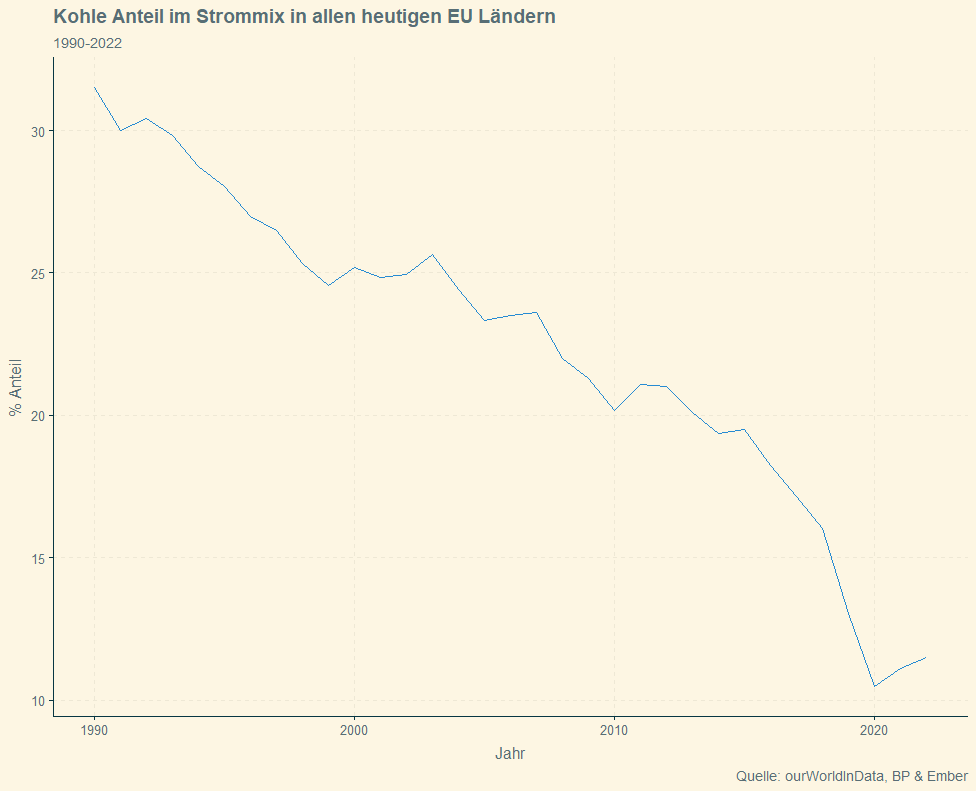 Kohle Anteil im Strommix in allen heutigen EU Ländern
1990-2022
% Anteil
30
25
20
15
10
1990 2000 2010 2020
Jahr
Quelle: ourWorldInData, BP & Ember